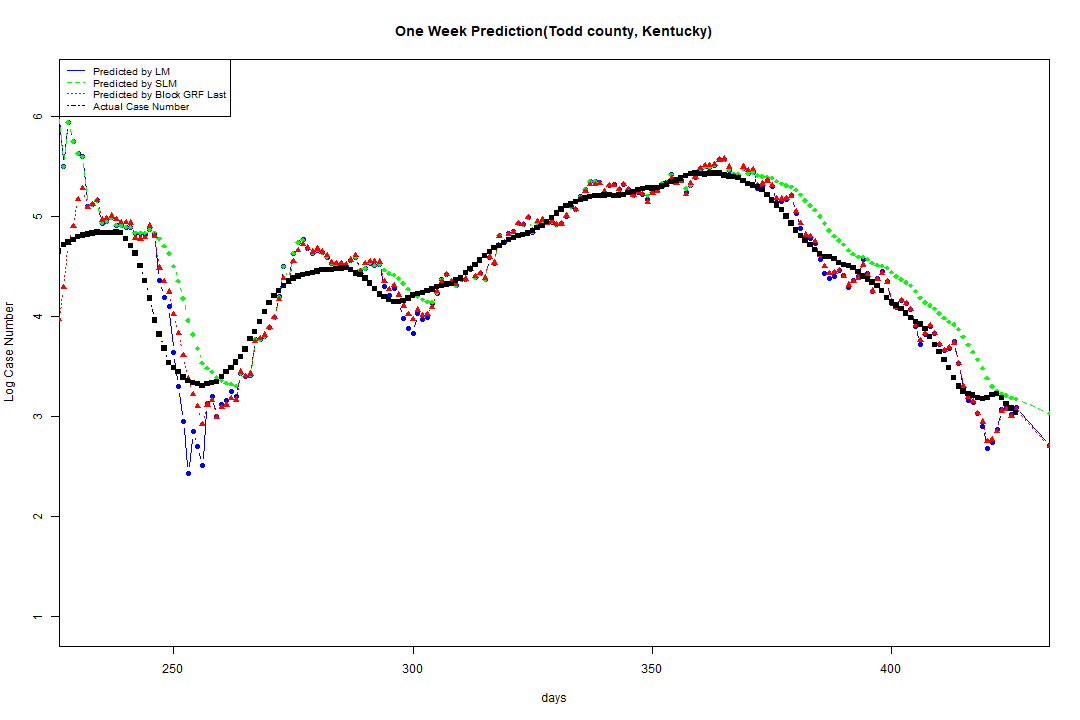 One Week Prediction(Todd county, Kentucky)
Predicted by LM
Predicted by SLM
Predicted by Block GRF Last
Actual Case Number
Log Case Number
6
5
4
3
2
1
250
300
350
400
days